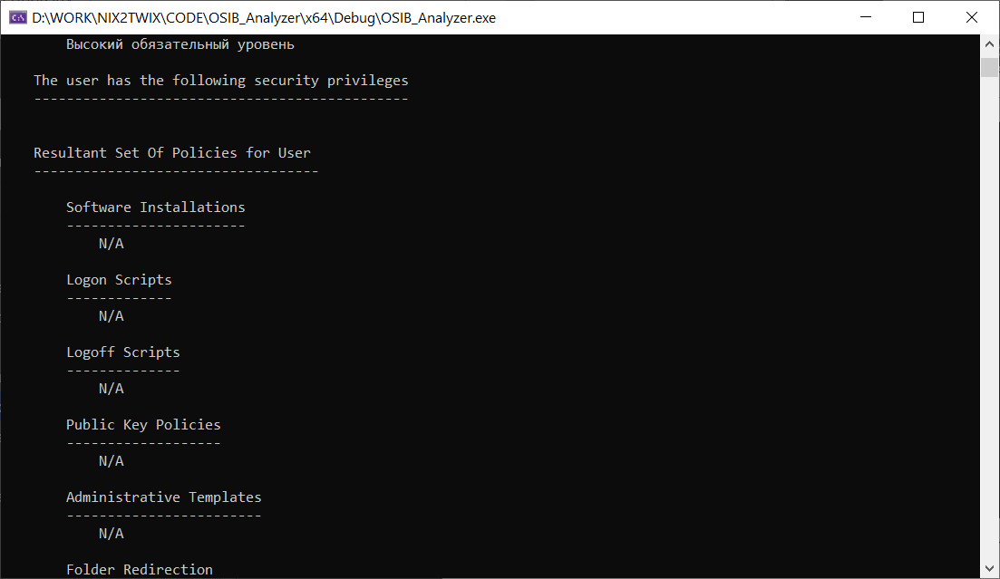 D:\WORK\NIX2TWIX\CODE\OSIB_Analyzer\x64\Debug\OSIB_Analyzer.exe
Высокий обязательный уровень
The user has the following security privileges
----------------------------------------------
Resultant Set Of Policies for User
-----------------------------------
Software Installations
----------------------
N/A
Logon Scripts
-------------
N/A
Logoff Scripts
--------------
N/A
Public Key Policies
-------------------
N/A
Administrative Templates
------------------------
N/A
Folder Redirection